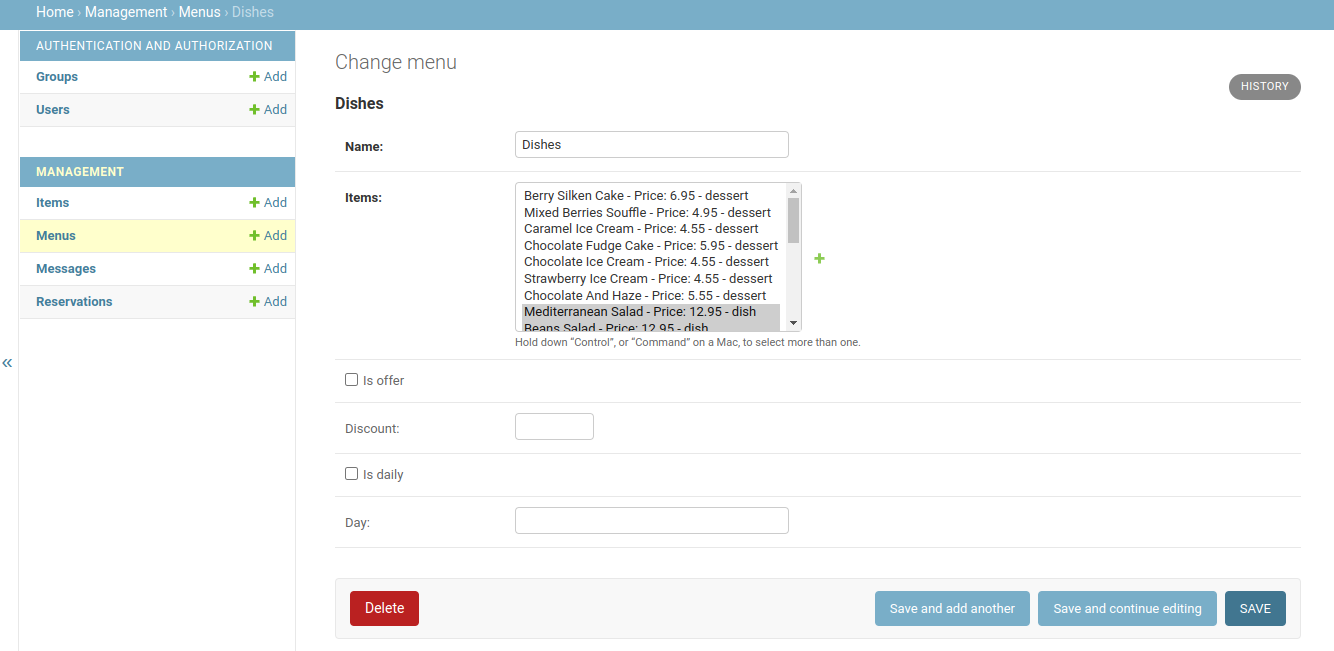 Home › Management › Menus › Dishes
AUTHENTICATION AND AUTHORIZATION
Groups + Add
Users + Add
MANAGEMENT
Items + Add
Menus + Add
Messages + Add
Reservations + Add
«
Change menu
HISTORY
Dishes
Name: Dishes
Items:
Berry Silken Cake - Price: 6.95 - dessert
Mixed Berries Souffle - Price: 4.95 - dessert
Caramel Ice Cream - Price: 4.55 - dessert
Chocolate Fudge Cake - Price: 5.95 - dessert
Chocolate Ice Cream - Price: 4.55 - dessert
Strawberry Ice Cream - Price: 4.55 - dessert
Chocolate And Haze - Price: 5.55 - dessert
Mediterranean Salad - Price: 12.95 - dish
Beans Salad - Price: 12.95 - dish
Hold down “Control”, or “Command” on a Mac, to select more than one.
Is offer
Discount:
Is daily
Day:
Delete
Save and add another
Save and continue editing
SAVE